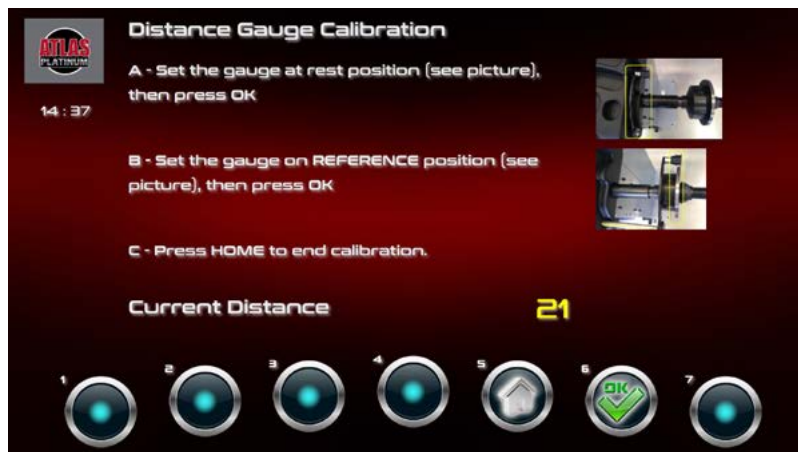 Distance Gauge Calibration
ATLAS
PLATINUM
14 : 37
A - Set the gauge at rest position (see picture),
then press OK
B - Set the gauge on REFERENCE position (see
picture), then press OK
C - Press HOME to end calibration.
Current Distance 21
1 2 3 4 5 6 7
OK